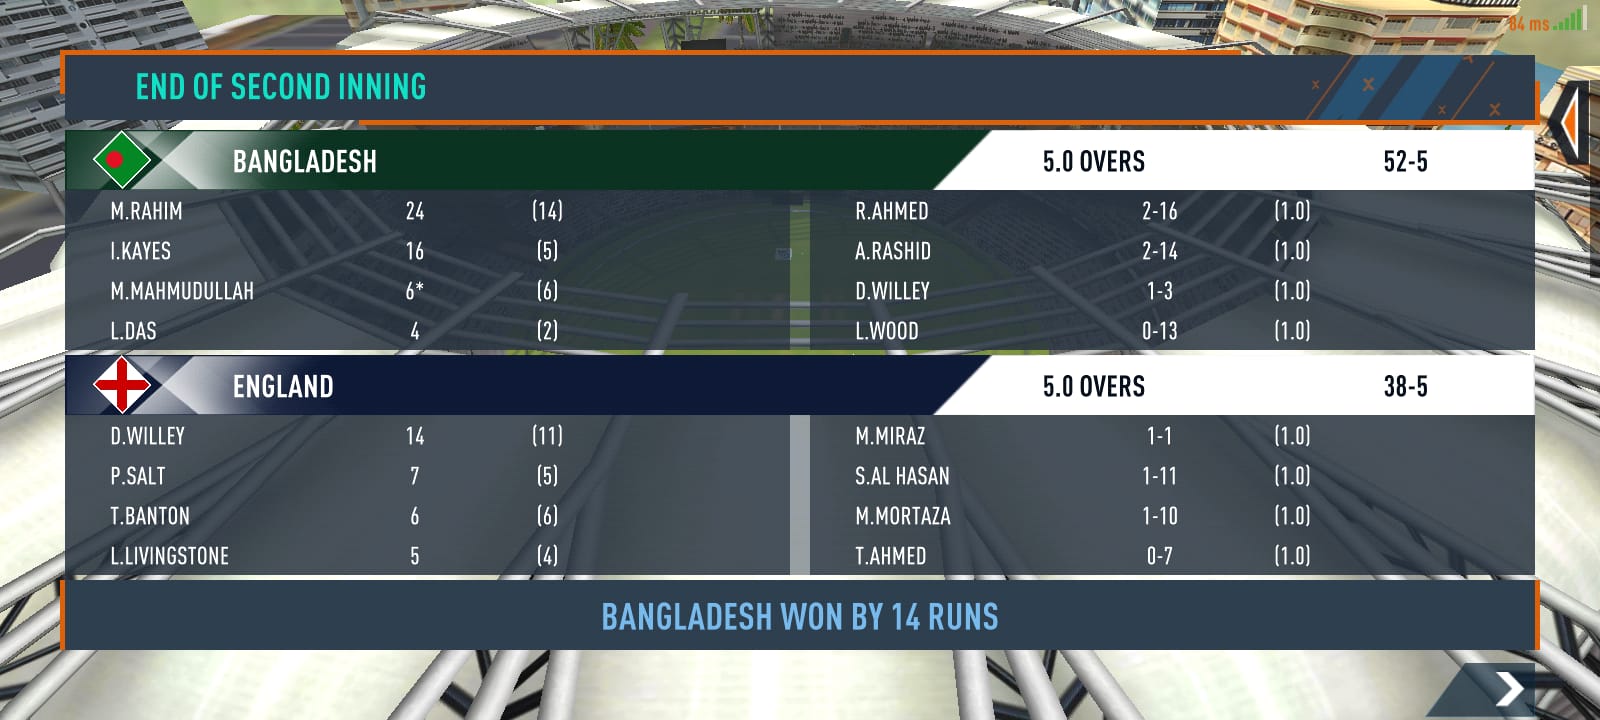 84 ms
END OF SECOND INNING
BANGLADESH 5.0 OVERS 52-5
M.RAHIM 24 (14) R.AHMED 2-16 (1.0)
I.KAYES 16 (5) A.RASHID 2-14 (1.0)
M.MAHMUDULLAH 6* (6) D.WILLEY 1-3 (1.0)
L.DAS 4 (2) L.WOOD 0-13 (1.0)
ENGLAND 5.0 OVERS 38-5
D.WILLEY 14 (11) M.MIRAZ 1-1 (1.0)
P.SALT 7 (5) S.AL HASAN 1-11 (1.0)
T.BANTON 6 (6) M.MORTAZA 1-10 (1.0)
L.LIVINGSTONE 5 (4) T.AHMED 0-7 (1.0)
BANGLADESH WON BY 14 RUNS